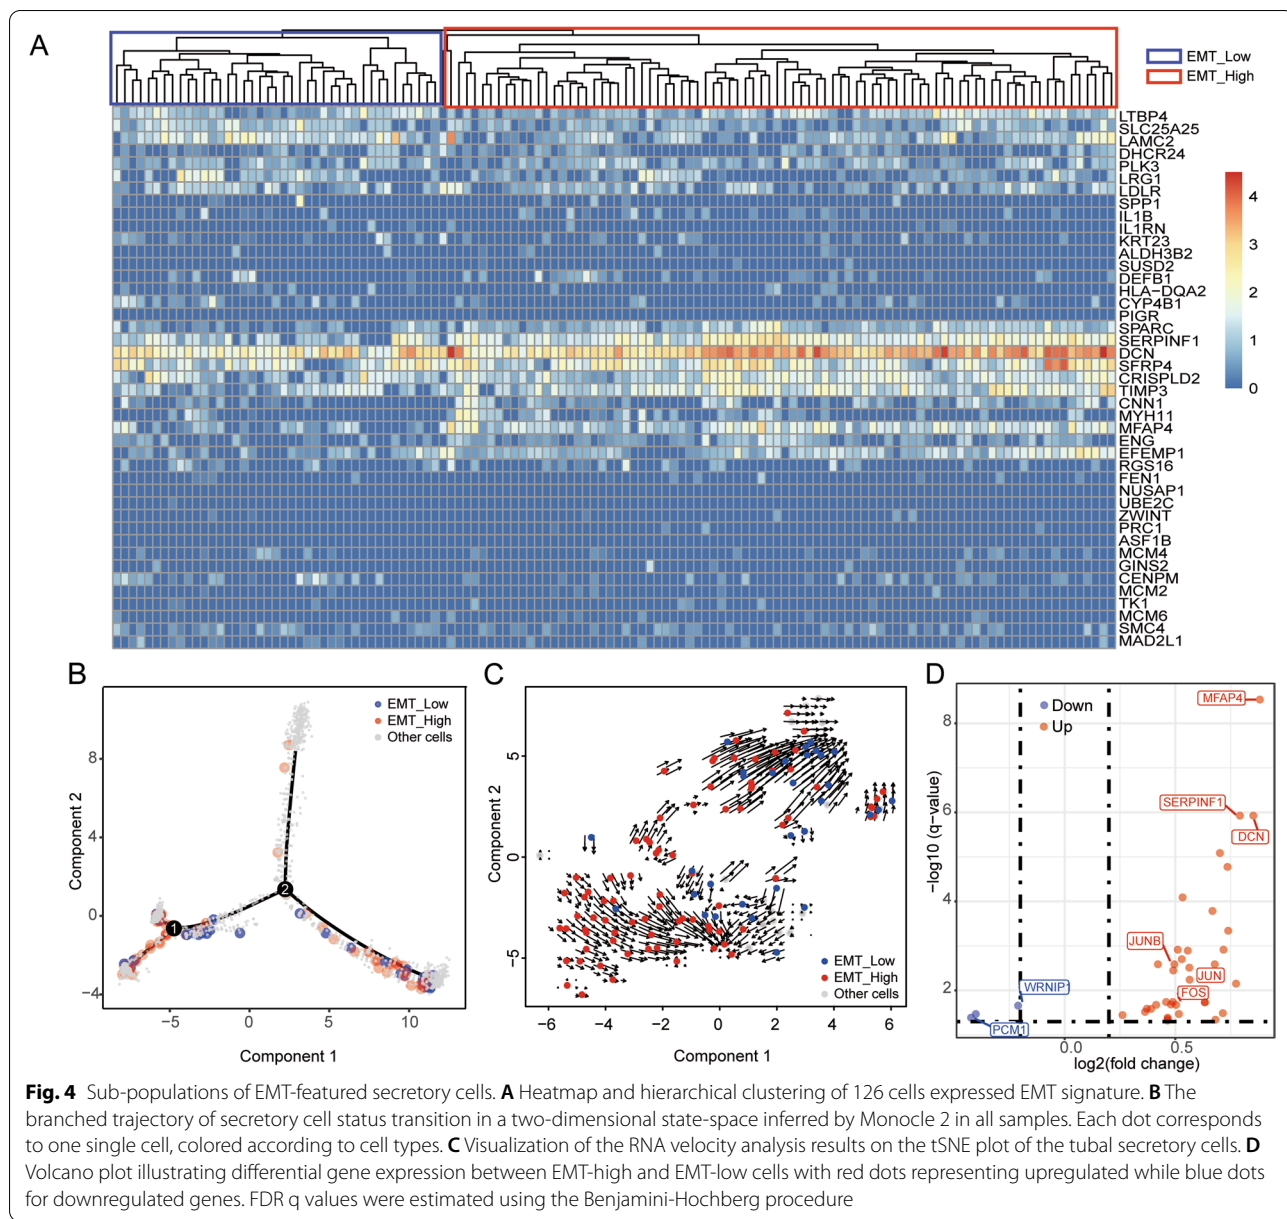 A
EMT_Low
EMT_High
LTBP4
SLC25A25
LAMC2
DHCR24
PLK3
LRG1
LDLR
SPP1
IL1B
IL1RN
KRT23
ALDH3B2
SUSD2
DEFB1
HLA−DQA2
CYP4B1
PIGR
SPARC
SERPINF1
DCN
SFRP4
CRISPLD2
TIMP3
CNN1
MYH11
MFAP4
ENG
EFEMP1
RGS16
FEN1
NUSAP1
UBE2C
ZWINT
PRC1
ASF1B
MCM4
GINS2
CENPM
MCM2
TK1
MCM6
SMC4
MAD2L1
4
3
2
1
0
B
EMT_Low
EMT_High
Other cells
1
2
8
4
0
−4
−5
0
5
10
Component 2
Component 1
C
EMT_Low
EMT_High
Other cells
5
0
−5
−6
−4
−2
0
2
4
6
Component 2
Component 1
D
Down
Up
MFAP4
SERPINF1
DCN
JUNB
JUN
FOS
WRNIP1
PCM1
8
6
4
2
0.0
0.5
−log10 (q−value)
log2(fold change)
Fig. 4 Sub-populations of EMT-featured secretory cells. A Heatmap and hierarchical clustering of 126 cells expressed EMT signature. B The
branched trajectory of secretory cell status transition in a two-dimensional state-space inferred by Monocle 2 in all samples. Each dot corresponds
to one single cell, colored according to cell types. C Visualization of the RNA velocity analysis results on the tSNE plot of the tubal secretory cells. D
Volcano plot illustrating differential gene expression between EMT-high and EMT-low cells with red dots representing upregulated while blue dots
for downregulated genes. FDR q values were estimated using the Benjamini-Hochberg procedure